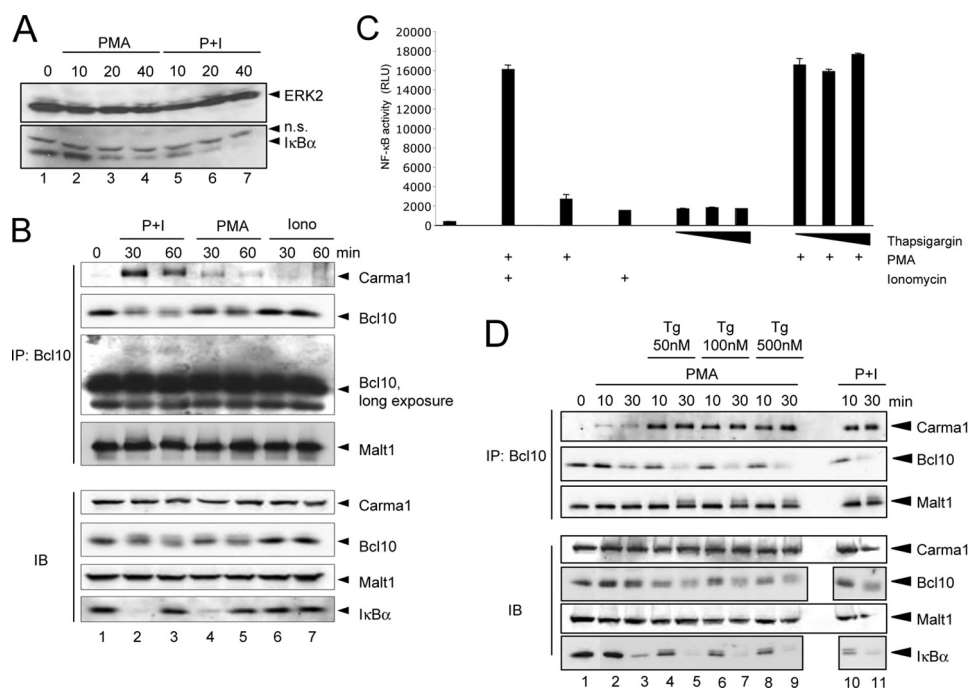 A
PMA P+I
0 10 20 40 10 20 40
ERK2
n.s.
IκBα
1 2 3 4 5 6 7
B
P+I PMA Iono
0 30 60 30 60 30 60 min
Carma1
Bcl10
IP: Bcl10
Bcl10,
long exposure
Malt1
Carma1
Bcl10
IB
Malt1
IκBα
1 2 3 4 5 6 7
C
NF-κB activity (RLU)
20000
18000
16000
14000
12000
10000
8000
6000
4000
2000
0
Thapsigargin
+ + + + + PMA
+ + Ionomycin
D
Tg Tg Tg
50nM 100nM 500nM
PMA P+I
0 10 30 10 30 10 30 10 30 10 30 min
Carma1
IP: Bcl10
Bcl10
Malt1
Carma1
Bcl10
IB
Malt1
IκBα
1 2 3 4 5 6 7 8 9 10 11